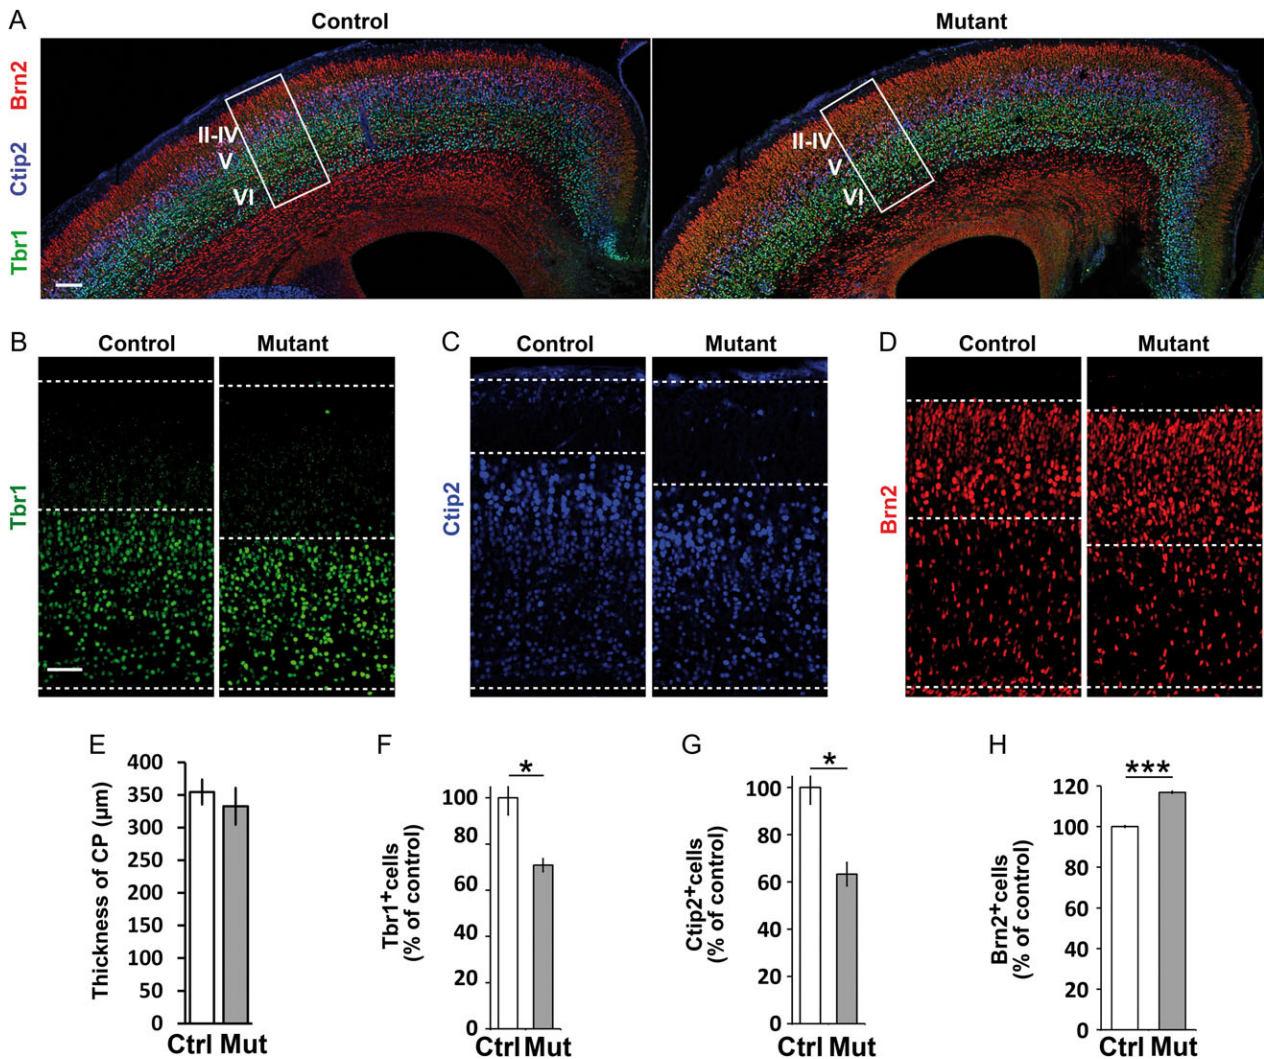 A
Control
Mutant
Brn2
Ctip2
Tbr1
II-IV
V
VI
II-IV
V
VI
B
Control
Mutant
Tbr1
C
Control
Mutant
Ctip2
D
Control
Mutant
Brn2
E
Thickness of CP (µm)
400
350
300
250
200
150
100
50
0
Ctrl Mut
F
Tbr1+cells
(% of control)
*
100
80
60
40
20
0
Ctrl Mut
G
Ctip2+cells
(% of control)
*
100
80
60
40
20
0
Ctrl Mut
H
Brn2+cells
(% of control)
***
120
100
80
60
40
20
0
Ctrl Mut